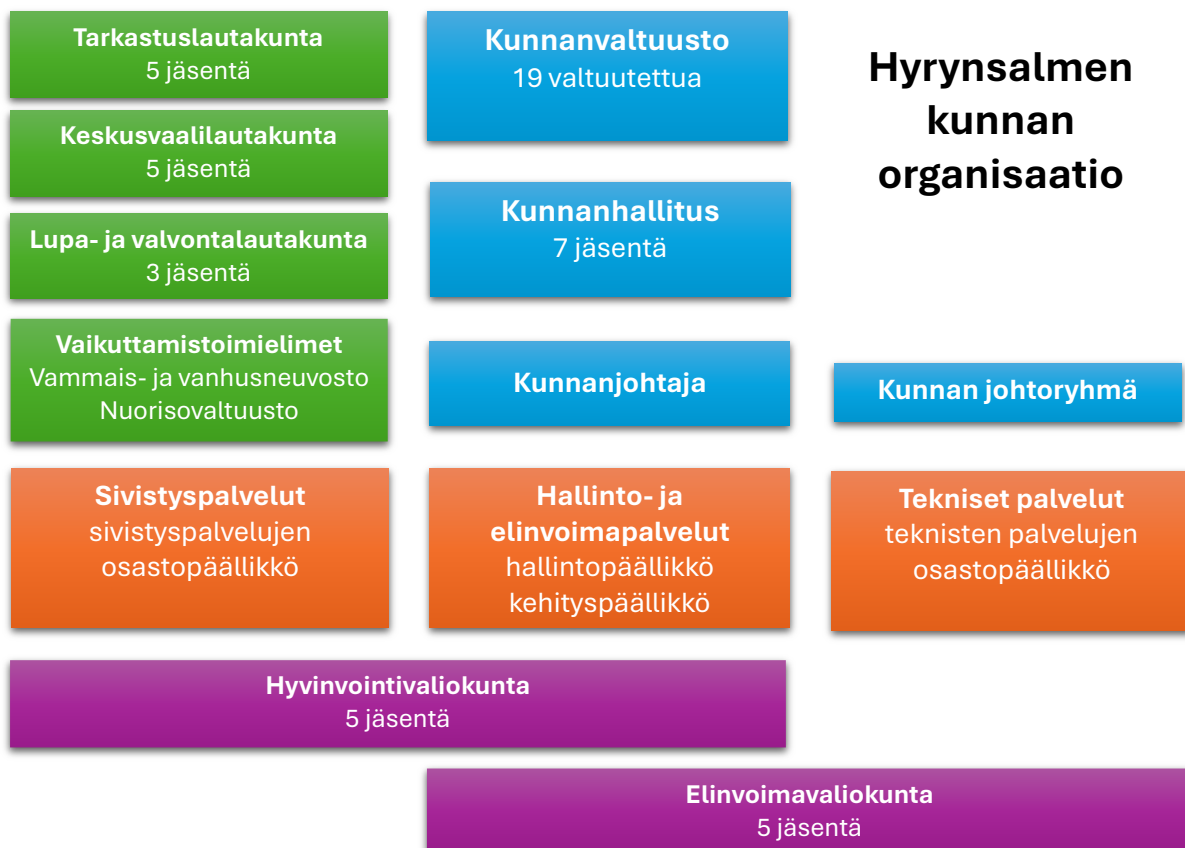 Tarkastuslautakunta
5 jäsentä
Kunnanvaltuusto
19 valtuutettua
Hyrynsalmen
kunnan
organisaatio
Keskusvaalilautakunta
5 jäsentä
Kunnanhallitus
7 jäsentä
Lupa- ja valvontalautakunta
3 jäsentä
Vaikuttamistoimielimet
Vammais- ja vanhusneuvosto
Nuorisovaltuusto
Kunnanjohtaja
Kunnan johtoryhmä
Sivistyspalvelut
sivistyspalvelujen
osastopäällikkö
Hallinto- ja
elinvoimapalvelut
hallintopäällikkö
kehityspäällikkö
Tekniset palvelut
teknisten palvelujen
osastopäällikkö
Hyvinvointivaliokunta
5 jäsentä
Elinvoimavaliokunta
5 jäsentä